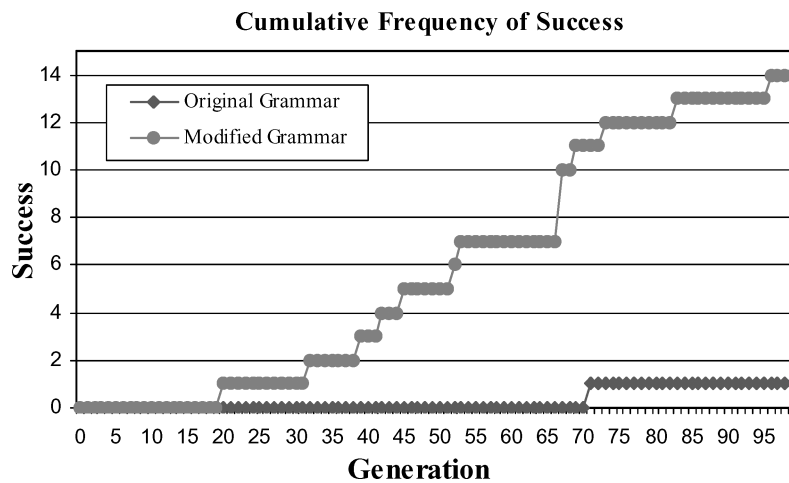 Cumulative Frequency of Success
Original Grammar
Modified Grammar
14
12
10
8
6
4
2
0
Success
0 5 10 15 20 25 30 35 40 45 50 55 60 65 70 75 80 85 90 95
Generation